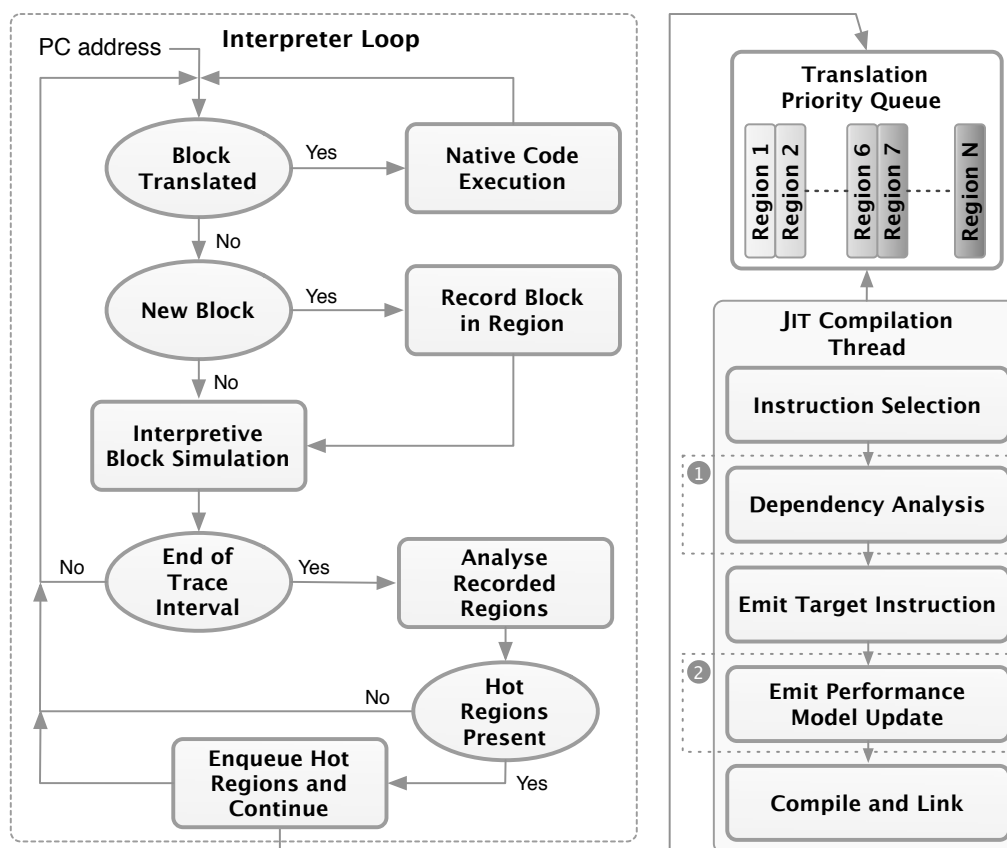 PC address
Interpreter Loop
Block
Translated
Yes
Native Code
Execution
No
New Block
Yes
Record Block
in Region
No
Interpretive
Block Simulation
End of
Trace
Interval
No
Yes
Analyse
Recorded
Regions
Hot
Regions
Present
No
Yes
Enqueue Hot
Regions and
Continue
Translation
Priority Queue
Region 1
Region 2
Region 6
Region 7
Region N
JIT Compilation
Thread
Instruction Selection
1
Dependency Analysis
Emit Target Instruction
2
Emit Performance
Model Update
Compile and Link